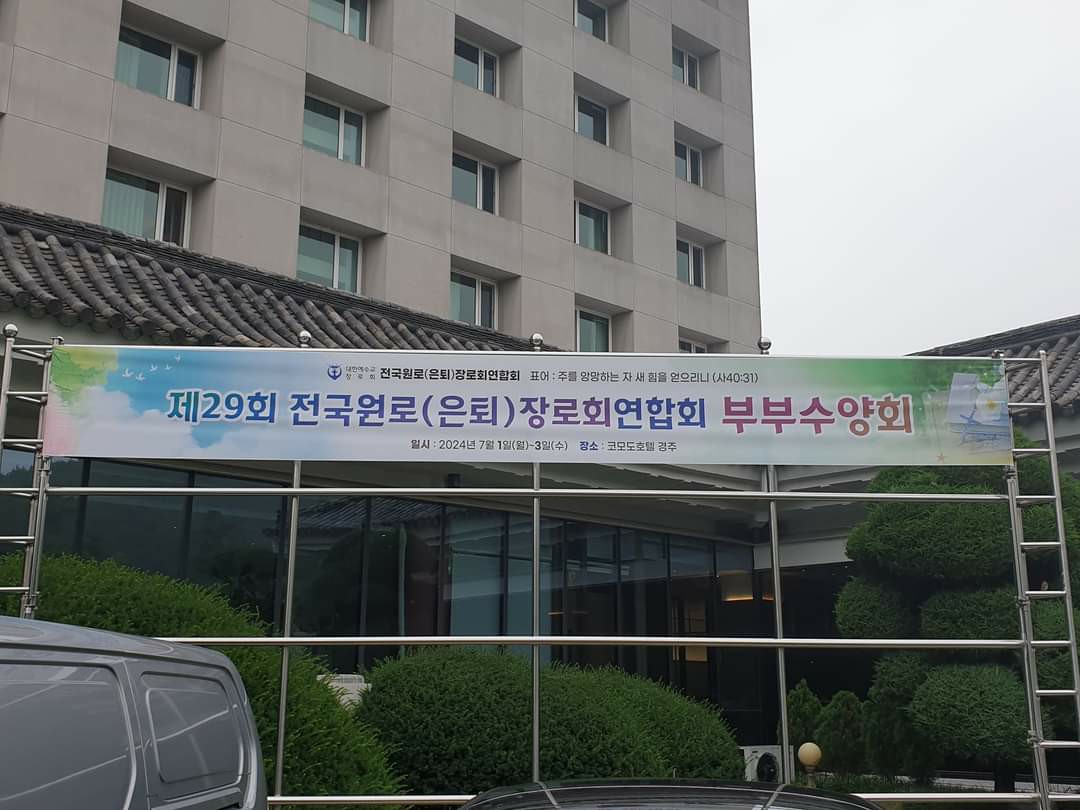 대한예수교장로회 전국원로(은퇴)장로회연합회 표어 : 주를 앙망하는 자 새 힘을 얻으리니 (사40:31)
제29회 전국원로(은퇴)장로회연합회 부부수양회
일시 : 2024년 7월 1일(월)-3일(수) 장소 : 코모도호텔 경주